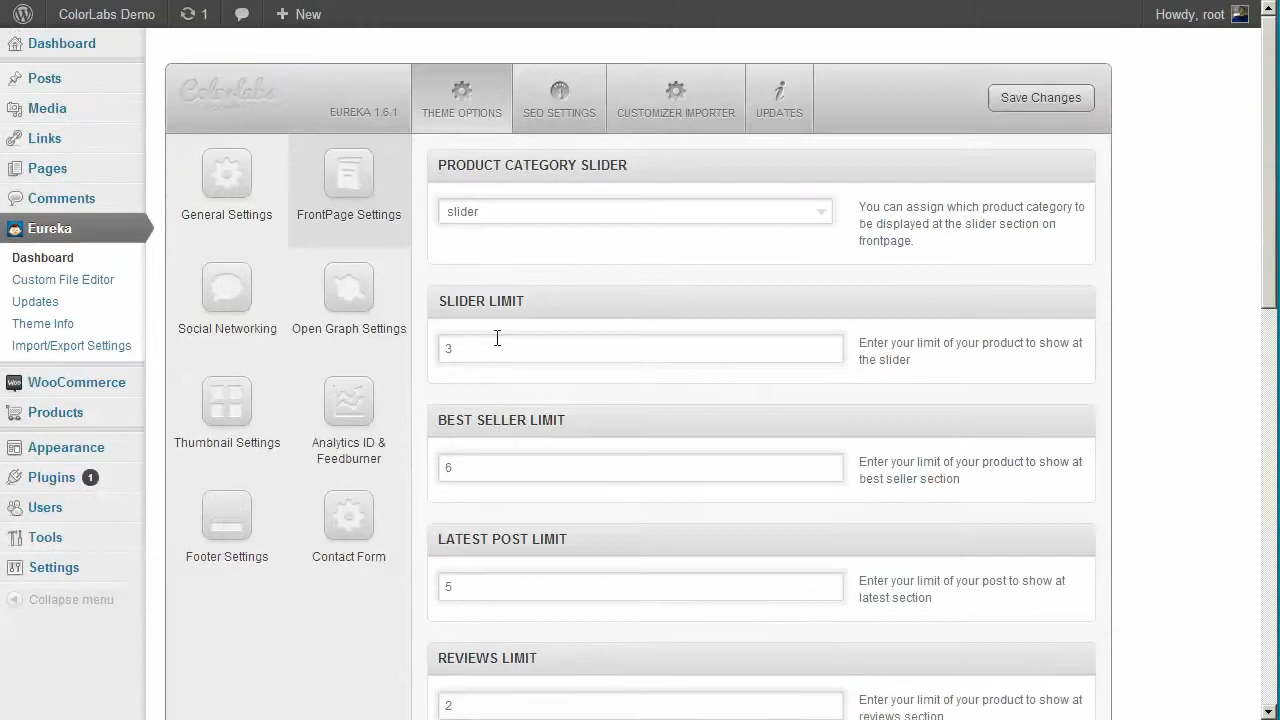 ColorLabs Demo
1
New
Howdy, root
Dashboard
Posts
Media
Links
Pages
Comments
Eureka
Dashboard
Custom File Editor
Updates
Theme Info
Import/Export Settings
WooCommerce
Products
Appearance
Plugins 1
Users
Tools
Settings
Collapse menu
Colorlabs
EUREKA 1.6.1
THEME OPTIONS
SEO SETTINGS
CUSTOMIZER IMPORTER
UPDATES
Save Changes
General Settings
FrontPage Settings
Social Networking
Open Graph Settings
Thumbnail Settings
Analytics ID &
Feedburner
Footer Settings
Contact Form
PRODUCT CATEGORY SLIDER
slider
You can assign which product category to
be displayed at the slider section on
frontpage.
SLIDER LIMIT
3
Enter your limit of your product to show at
the slider
BEST SELLER LIMIT
6
Enter your limit of your product to show at
best seller section
LATEST POST LIMIT
5
Enter your limit of your post to show at
latest section
REVIEWS LIMIT
2
Enter your limit of your product to show at
reviews section